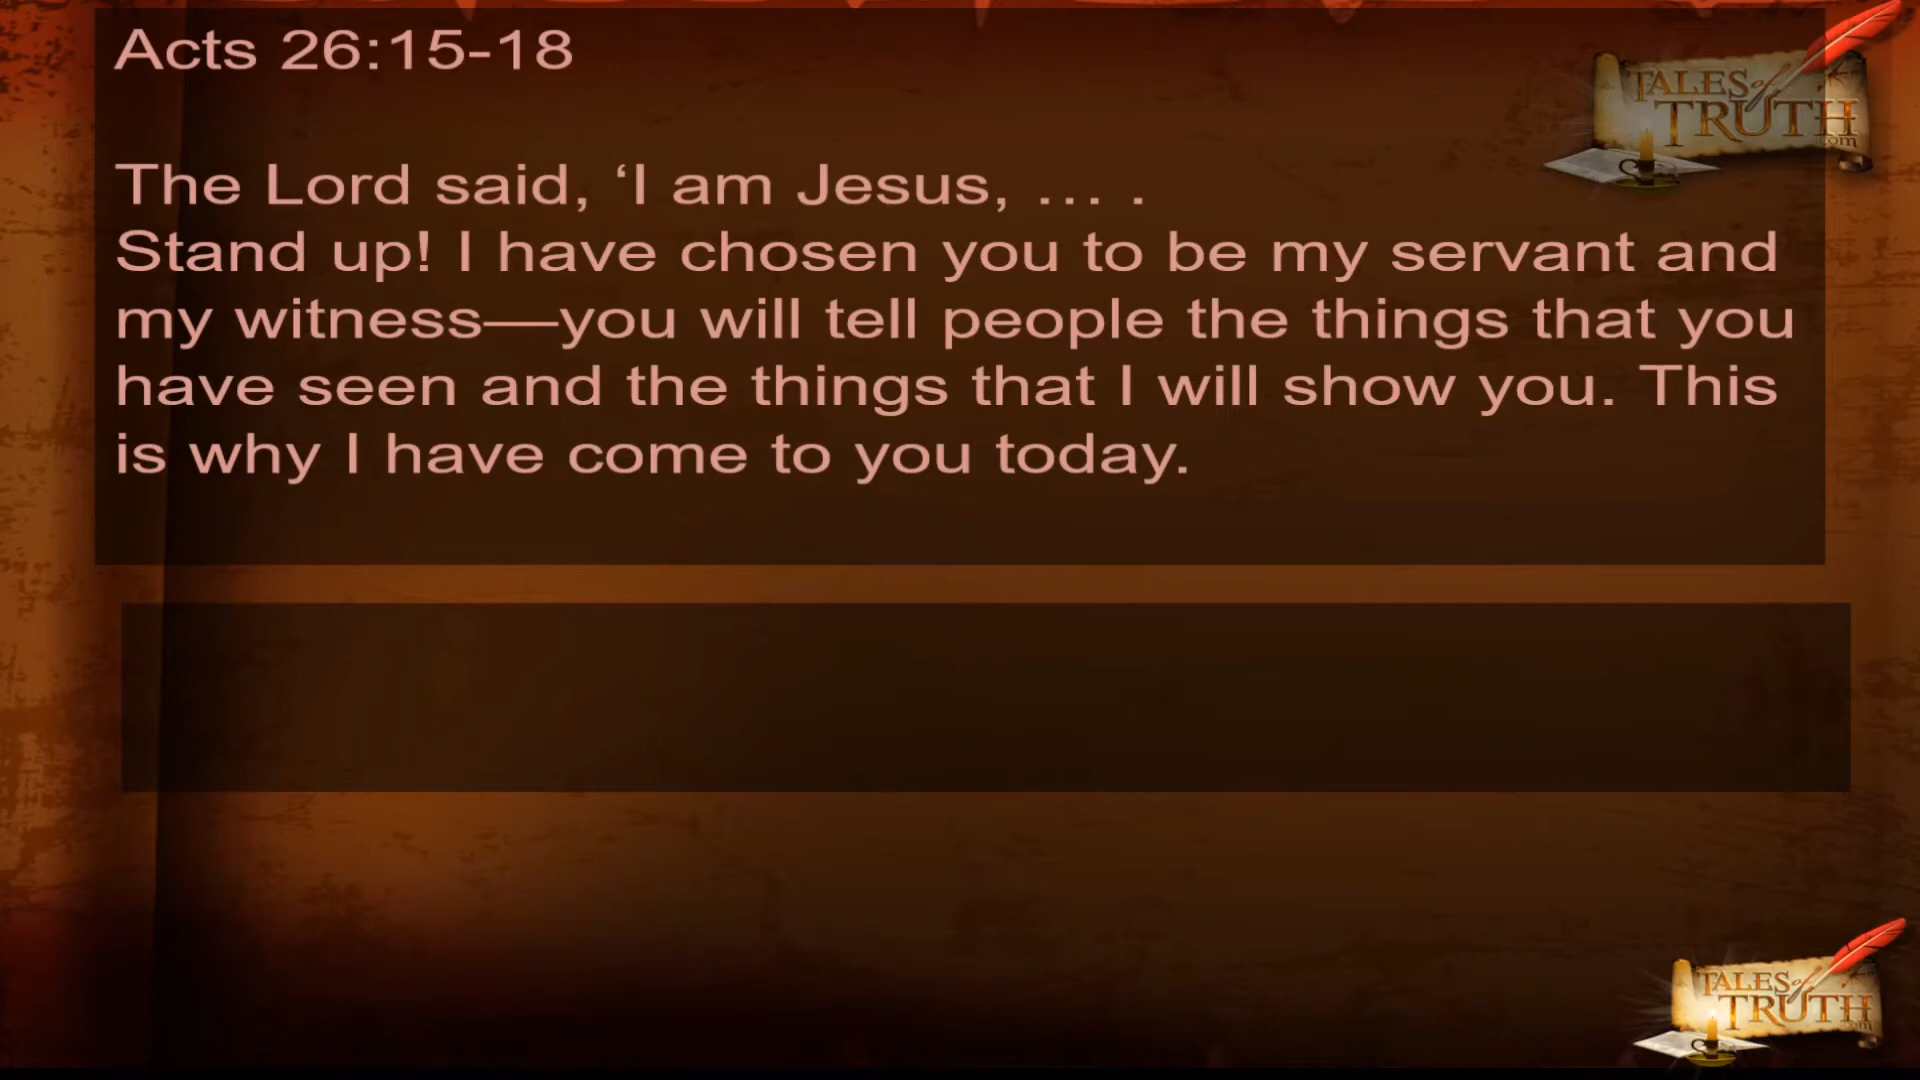 Acts 26:15-18
The Lord said, ‘I am Jesus, … .
Stand up! I have chosen you to be my servant and
my witness—you will tell people the things that you
have seen and the things that I will show you. This
is why I have come to you today.
TALES of
TRUTH
.com
TALES of
TRUTH
.com